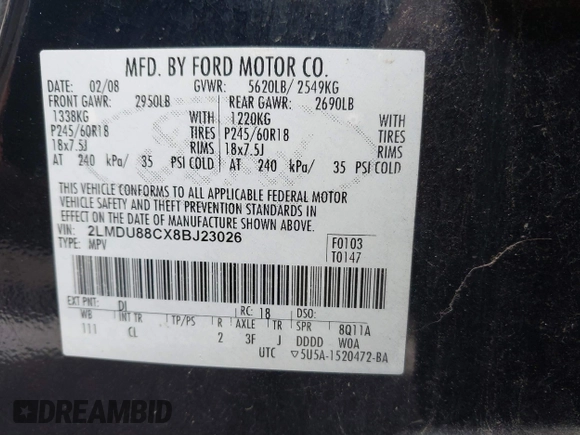 MFD. BY FORD MOTOR CO.
DATE: 02/08 GVWR: 5620LB/ 2549KG
FRONT GAWR: 2950LB REAR GAWR: 2690LB
1338KG WITH 1220KG WITH
P245/60R18 TIRES P245/60R18 TIRES
18x7.5J RIMS 18x7.5J RIMS
AT 240 kPa/ 35 PSI COLD AT 240 kPa/ 35 PSI COLD
THIS VEHICLE CONFORMS TO ALL APPLICABLE FEDERAL MOTOR
VEHICLE SAFETY AND THEFT PREVENTION STANDARDS IN
EFFECT ON THE DATE OF MANUFACTURE SHOWN ABOVE.
VIN: 2LMDU88CX8BJ23026
TYPE: MPV
F0103
T0147
EXT PNT: DI RC: 18 DSO:
WB INT TR TP/PS R AXLE TR SPR 8Q11A
111 CL 2 3F J DDDD WOA
UTC ▽5U5A-1520472-BA
DREAMBID